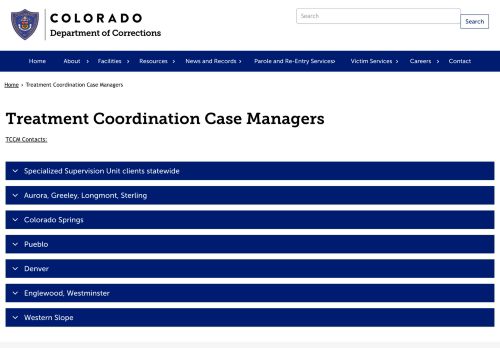 COLORADO
Department of Corrections
Search
Search
Home About Facilities Resources News and Records Parole and Re-Entry Services Victim Services Careers Contact
Home › Treatment Coordination Case Managers
Treatment Coordination Case Managers
TCCM Contacts:
Specialized Supervision Unit clients statewide
Aurora, Greeley, Longmont, Sterling
Colorado Springs
Pueblo
Denver
Englewood, Westminster
Western Slope